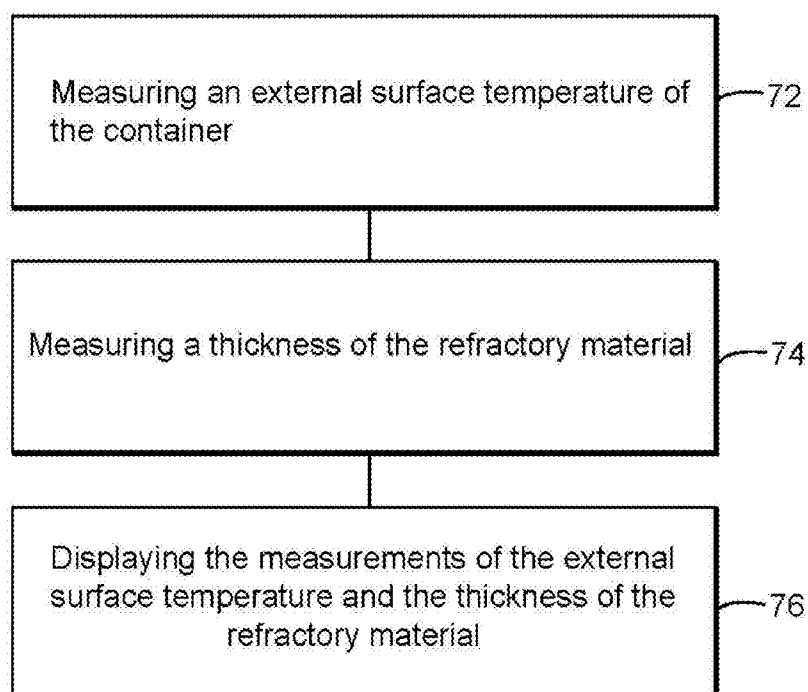 Measuring an external surface temperature of
the container
72
Measuring a thickness of the refractory material
74
Displaying the measurements of the external
surface temperature and the thickness of the
refractory material
76